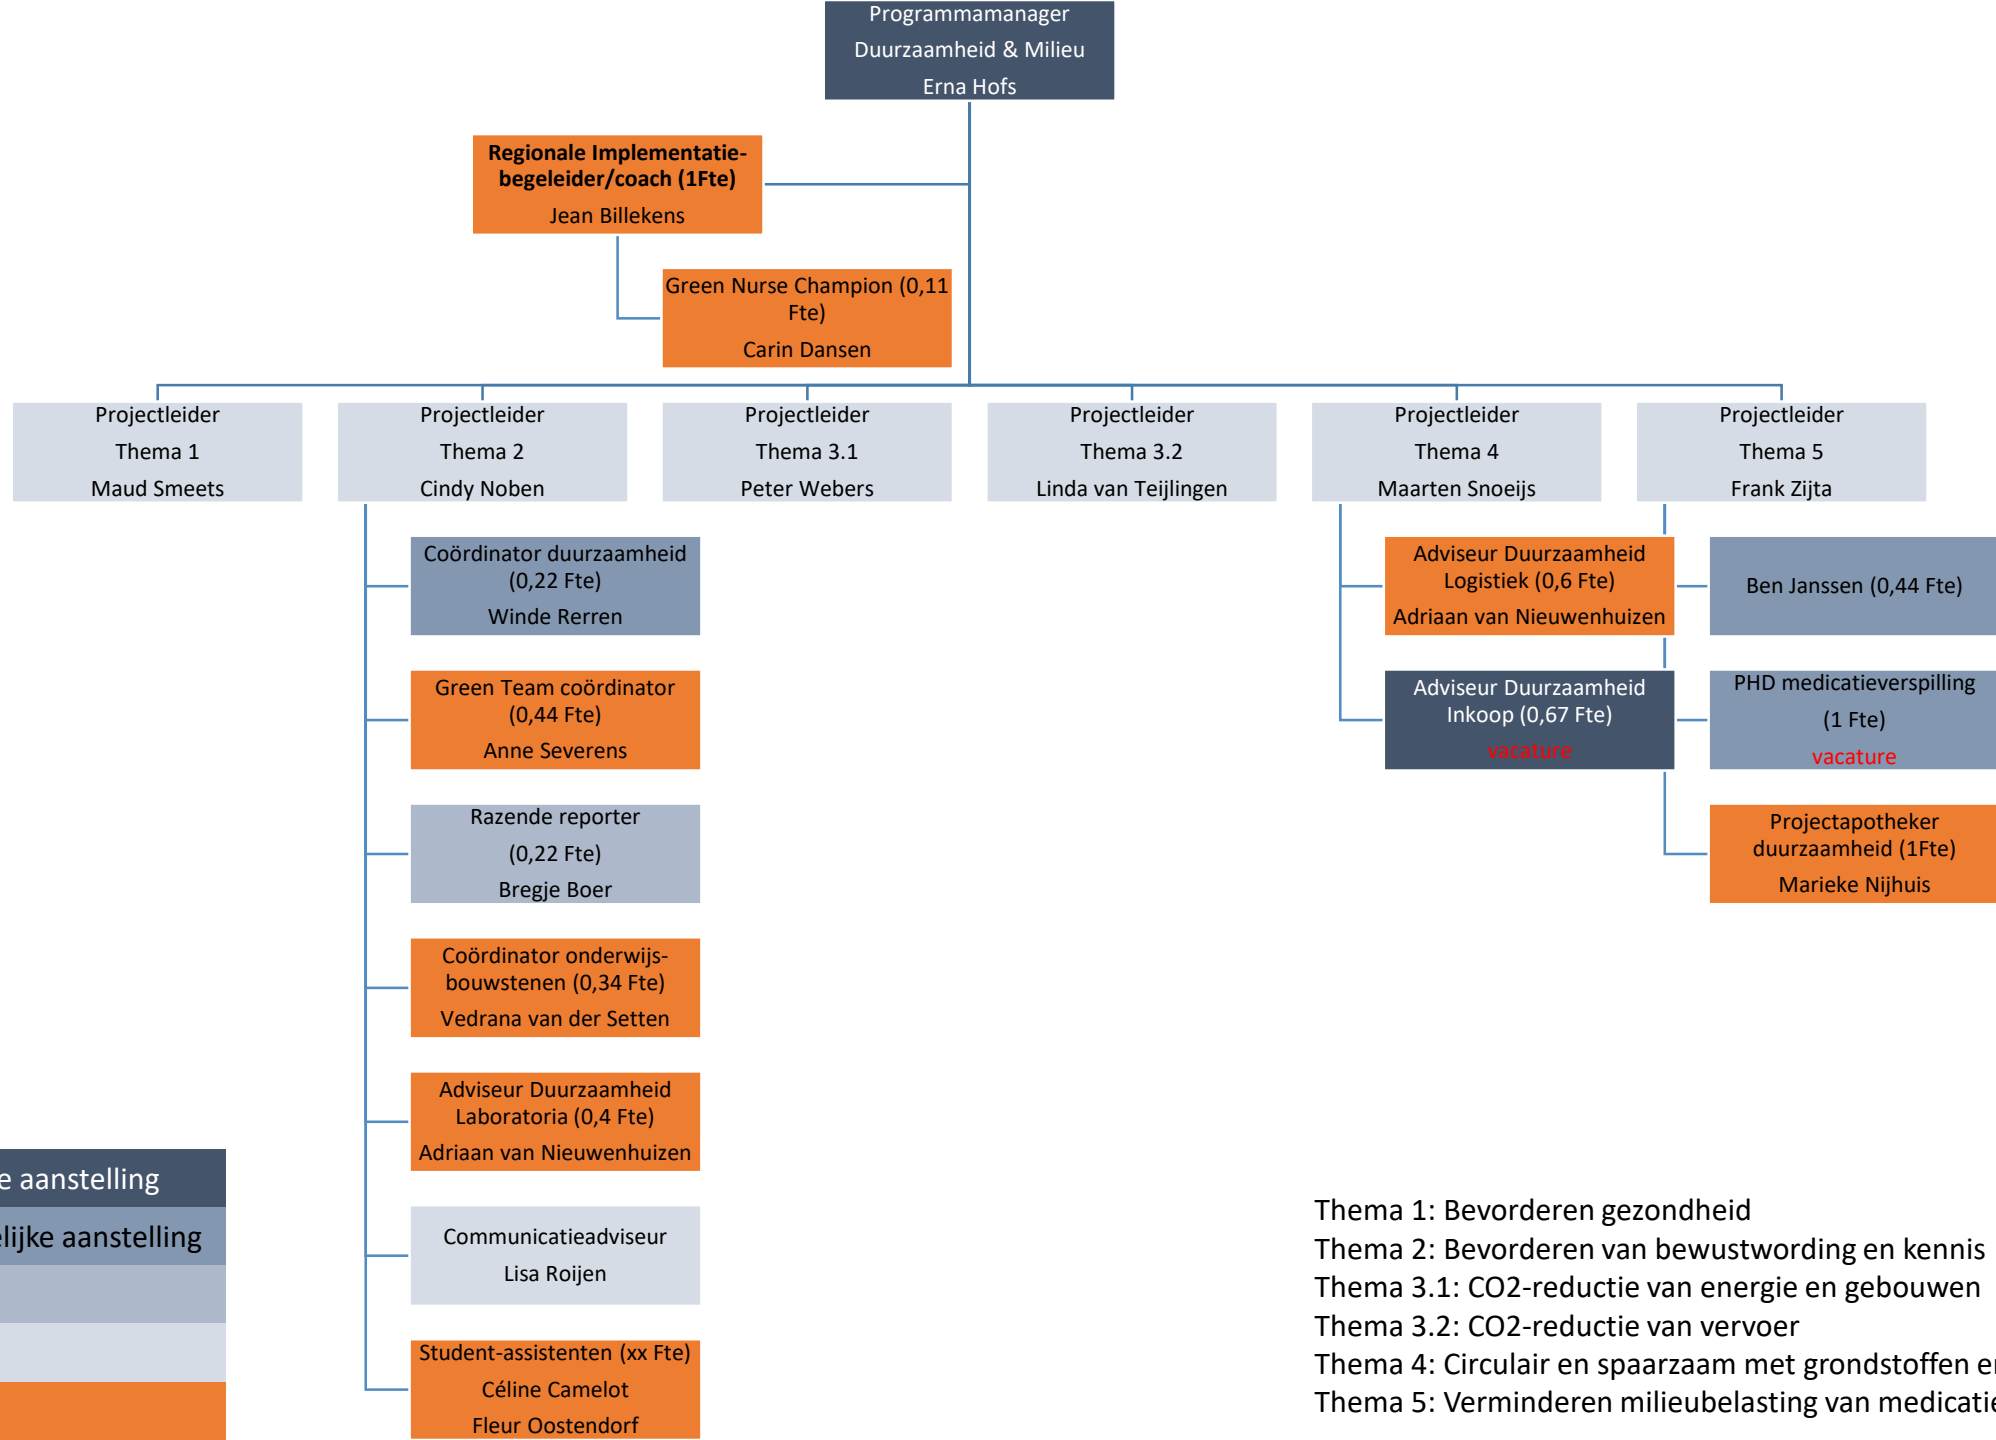 Programmamanager
Duurzaamheid & Milieu
Erna Hofs
Regionale Implementatie-
begeleider/coach (1Fte)
Jean Billekens
Green Nurse Champion (0,11
Fte)
Carin Dansen
Projectleider
Thema 1
Maud Smeets
Projectleider
Thema 2
Cindy Noben
Projectleider
Thema 3.1
Peter Webers
Projectleider
Thema 3.2
Linda van Teijlingen
Projectleider
Thema 4
Maarten Snoeijs
Projectleider
Thema 5
Frank Zijta
Coördinator duurzaamheid
(0,22 Fte)
Winde Rerren
Green Team coördinator
(0,44 Fte)
Anne Severens
Razende reporter
(0,22 Fte)
Bregje Boer
Coördinator onderwijs-
bouwstenen (0,34 Fte)
Vedrana van der Setten
Adviseur Duurzaamheid
Laboratoria (0,4 Fte)
Adriaan van Nieuwenhuizen
Communicatieadviseur
Lisa Roijen
Student-assistenten (xx Fte)
Céline Camelot
Fleur Oostendorf
Adviseur Duurzaamheid
Logistiek (0,6 Fte)
Adriaan van Nieuwenhuizen
Adviseur Duurzaamheid
Inkoop (0,67 Fte)
vacature
Ben Janssen (0,44 Fte)
PHD medicatieverspilling
(1 Fte)
vacature
Projectapotheker
duurzaamheid (1Fte)
Marieke Nijhuis
e aanstelling
elijke aanstelling
Thema 1: Bevorderen gezondheid
Thema 2: Bevorderen van bewustwording en kennis
Thema 3.1: CO2-reductie van energie en gebouwen
Thema 3.2: CO2-reductie van vervoer
Thema 4: Circulair en spaarzaam met grondstoffen
Thema 5: Verminderen milieubelasting van medicatie